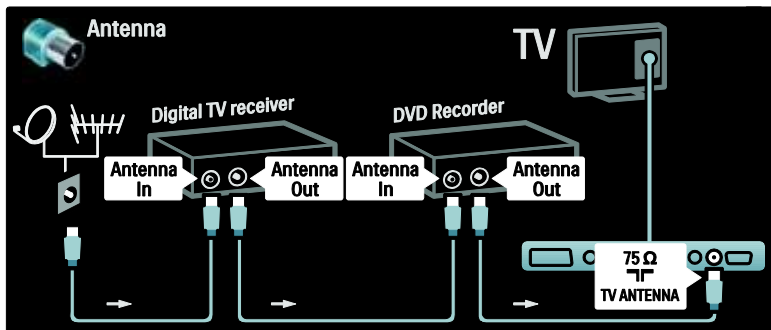 Antenna
TV
Digital TV receiver
DVD Recorder
Antenna
In
Antenna
Out
Antenna
In
Antenna
Out
75 Ω
TV ANTENNA